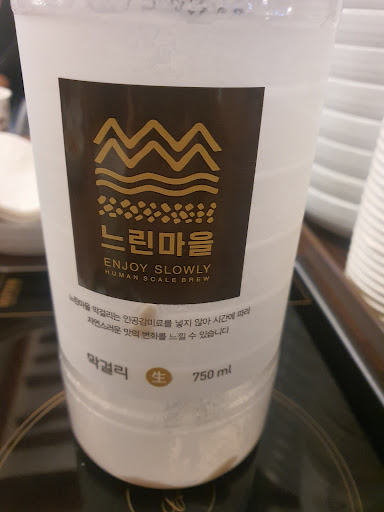 느린마을
ENJOY SLOWLY
HUMAN SCALE BREW
느린마을 막걸리는 인공감미료를 넣지 않아 시간에 따라
자연스러운 맛의 변화를 느낄 수 있습니다
막걸리 生 750 ml